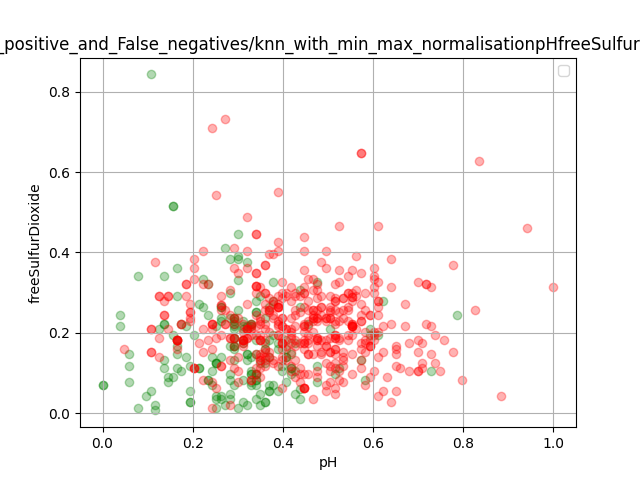 _positive_and_False_negatives/knn_with_min_max_normalisationpHfreeSulfur
freeSulfurDioxide
0.8
0.6
0.4
0.2
0.0
0.0 0.2 0.4 0.6 0.8 1.0
pH